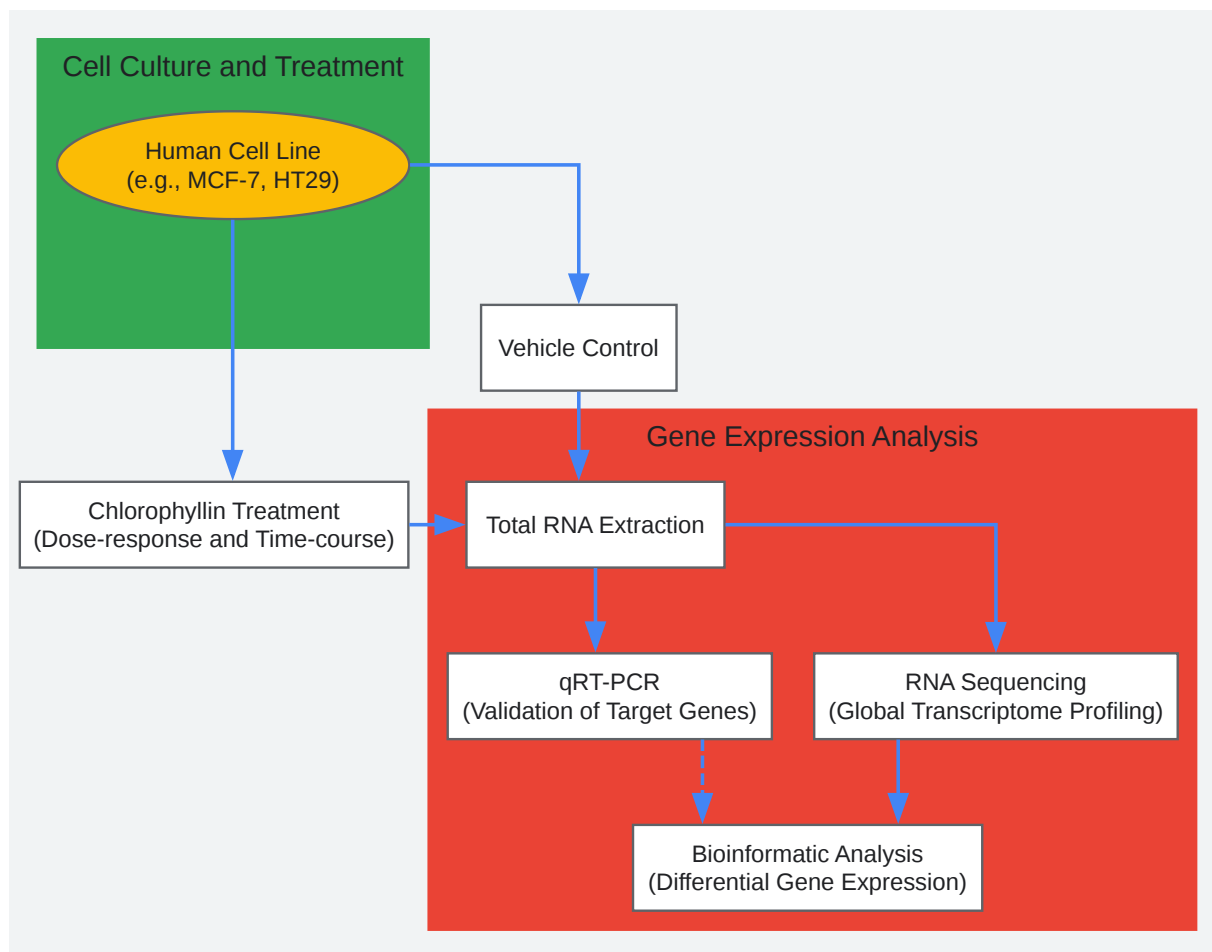 Cell Culture and Treatment
Human Cell Line
(e.g., MCF-7, HT29)
Vehicle Control
Gene Expression Analysis
Chlorophyllin Treatment
(Dose-response and Time-course)
Total RNA Extraction
qRT-PCR
(Validation of Target Genes)
RNA Sequencing
(Global Transcriptome Profiling)
Bioinformatic Analysis
(Differential Gene Expression)